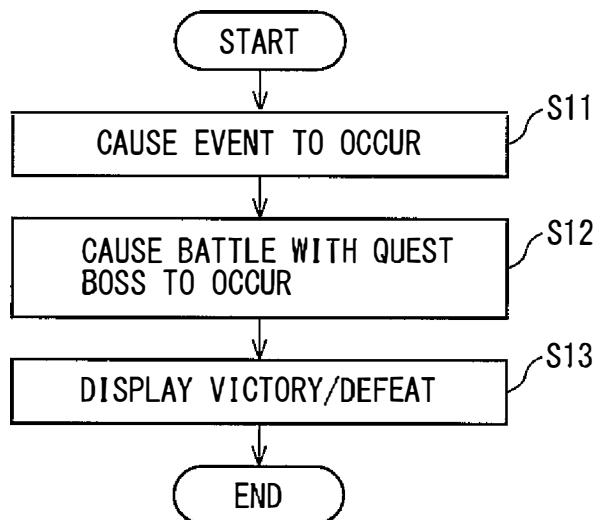 START
S11
CAUSE EVENT TO OCCUR
S12
CAUSE BATTLE WITH QUEST
BOSS TO OCCUR
S13
DISPLAY VICTORY/DEFEAT
END